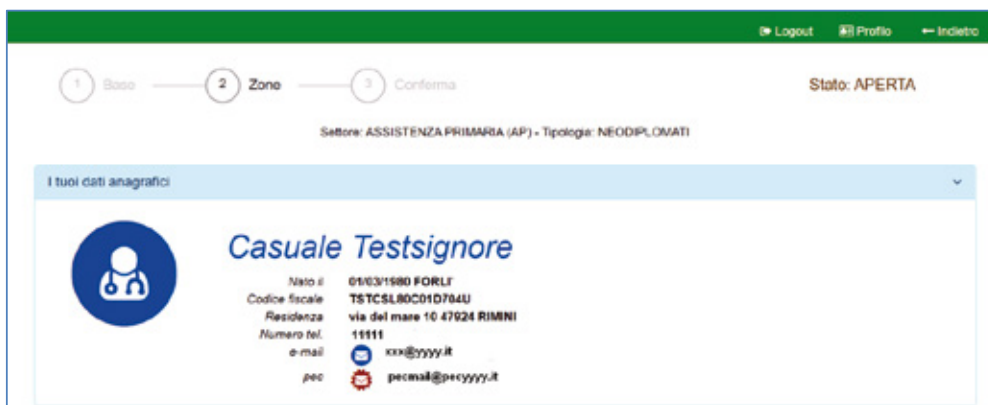 Logout Profilo Indietro
1 Base 2 Zone 3 Conferma
Stato: APERTA
Settore: ASSISTENZA PRIMARIA (AP) - Tipologia: NEODIPLOMATI
I tuoi dati anagrafici
Casuale Testsignore
Nato il 01/03/1980 FORLI'
Codice fiscale TSTCSL80C01D704U
Residenza via del mare 10 47924 RIMINI
Numero tel. 11111
e-mail xxx@yyyy.it
pec pecmail@pecyyyy.it